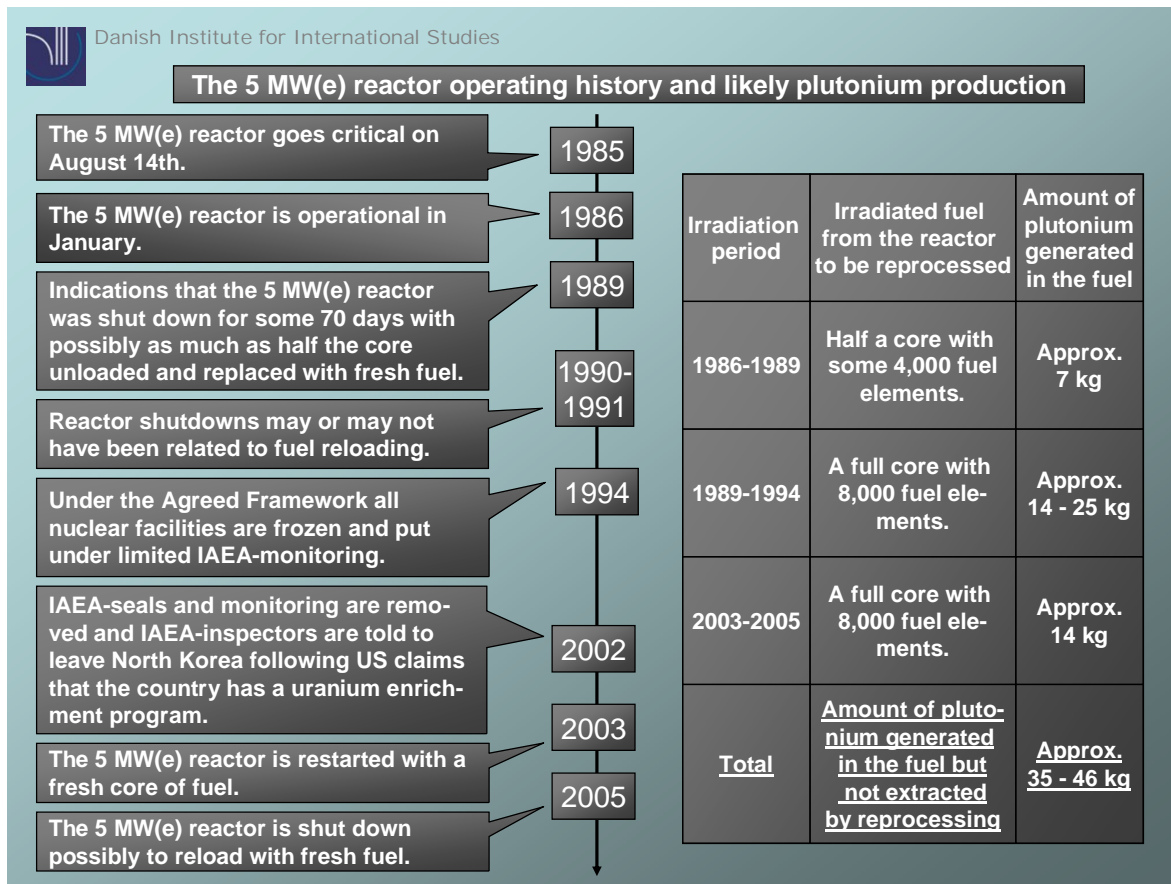 Danish Institute for International Studies
The 5 MW(e) reactor operating history and likely plutonium production
The 5 MW(e) reactor goes critical on
August 14th.
1985
The 5 MW(e) reactor is operational in
January.
1986
Indications that the 5 MW(e) reactor
was shut down for some 70 days with
possibly as much as half the core
unloaded and replaced with fresh fuel.
1989
Reactor shutdowns may or may not
have been related to fuel reloading.
1990-
1991
Under the Agreed Framework all
nuclear facilities are frozen and put
under limited IAEA-monitoring.
1994
IAEA-seals and monitoring are remo-
ved and IAEA-inspectors are told to
leave North Korea following US claims
that the country has a uranium enrich-
ment program.
2002
The 5 MW(e) reactor is restarted with a
fresh core of fuel.
2003
The 5 MW(e) reactor is shut down
possibly to reload with fresh fuel.
2005
Irradiation
period
Irradiated fuel
from the reactor
to be reprocessed
Amount of
plutonium
generated
in the fuel
1986-1989
Half a core with
some 4,000 fuel
elements.
Approx.
7 kg
1989-1994
A full core with
8,000 fuel ele-
ments.
Approx.
14 - 25 kg
2003-2005
A full core with
8,000 fuel ele-
ments.
Approx.
14 kg
Total
Amount of pluto-
nium generated
in the fuel but
not extracted
by reprocessing
Approx.
35 - 46 kg